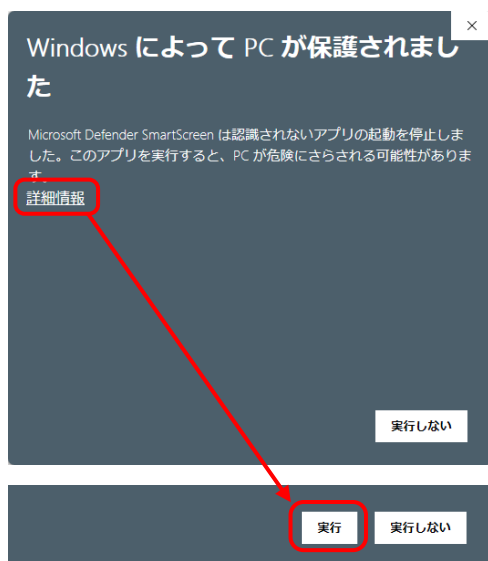 Windows によって PC が保護されまし
た
Microsoft Defender SmartScreen は認識されないアプリの起動を停止しま
した。このアプリを実行すると、PC が危険にさらされる可能性がありま
す。
詳細情報
実行しない
実行 実行しない